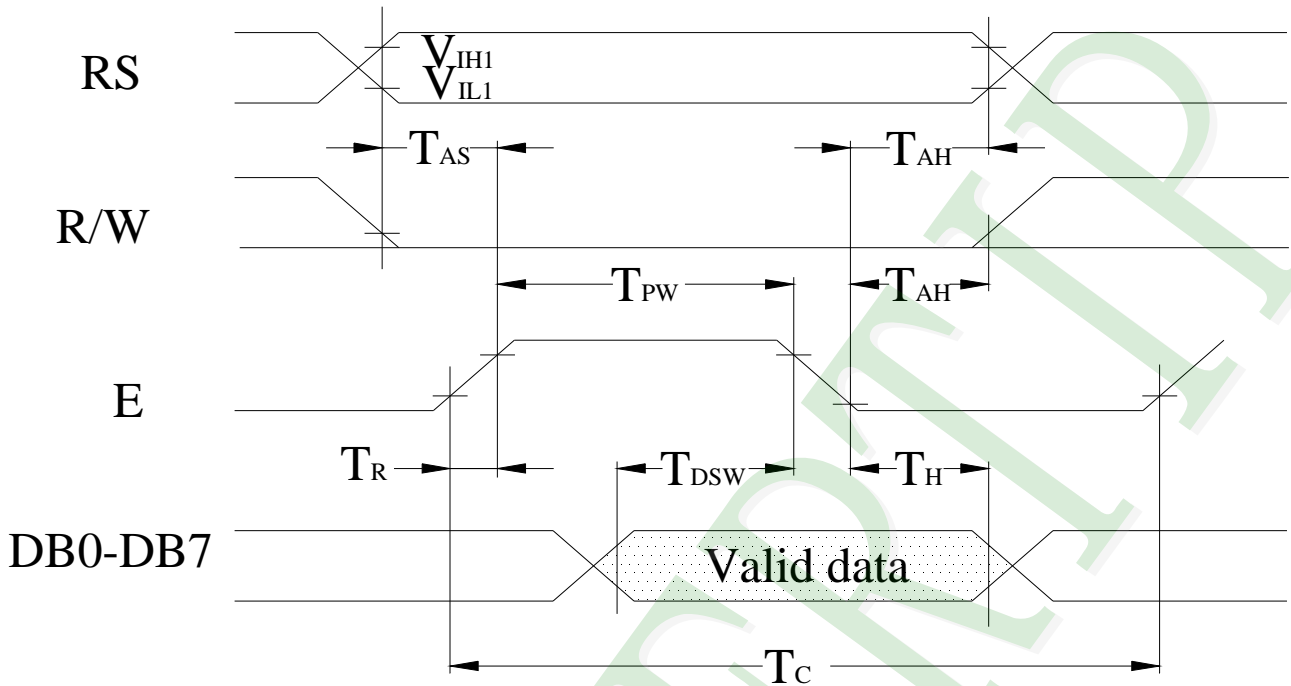 RS
VIH1
VIL1
TAS
TAH
R/W
TPW
TAH
E
TR
TDSW
TH
DB0-DB7
Valid data
TC